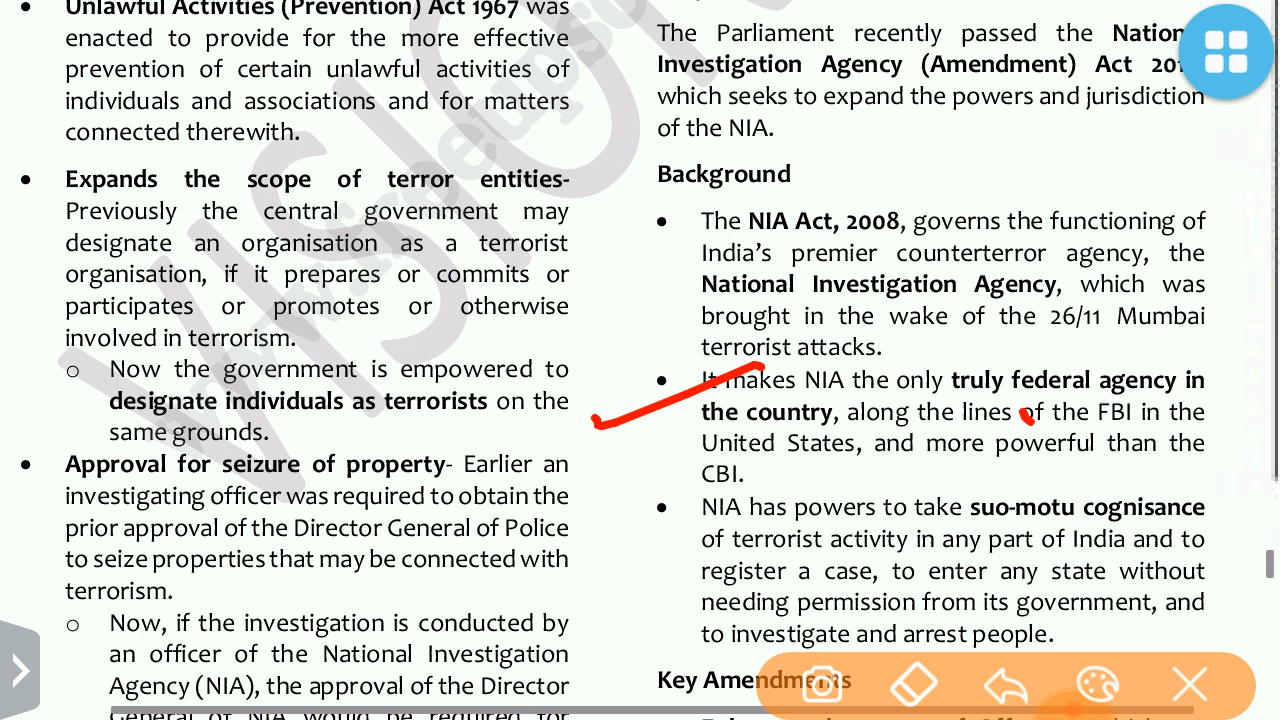 Unlawful Activities (Prevention) Act 1967 was
enacted to provide for the more effective
prevention of certain unlawful activities of
individuals and associations and for matters
connected therewith.
• Expands the scope of terror entities-
Previously the central government may
designate an organisation as a terrorist
organisation, if it prepares or commits or
participates or promotes or otherwise
involved in terrorism.
o Now the government is empowered to
designate individuals as terrorists on the
same grounds.
• Approval for seizure of property- Earlier an
investigating officer was required to obtain the
prior approval of the Director General of Police
to seize properties that may be connected with
terrorism.
o Now, if the investigation is conducted by
an officer of the National Investigation
Agency (NIA), the approval of the Director
General of NIA would be required for
The Parliament recently passed the
Investigation Agency (Amendment) Act
which seeks to expand the powers and jurisdiction
of the NIA.
Background
• The NIA Act, 2008, governs the functioning of
India's premier counterterror agency, the
National Investigation Agency, which was
brought in the wake of the 26/11 Mumbai
terrorist attacks.
• It makes NIA the only truly federal agency in
the country, along the lines of the FBI in the
United States, and more powerful than the
CBI.
• NIA has powers to take suo-motu cognisance
of terrorist activity in any part of India and to
register a case, to enter any state without
needing permission from its government, and
to investigate and arrest people.
Key Amendments
VISION